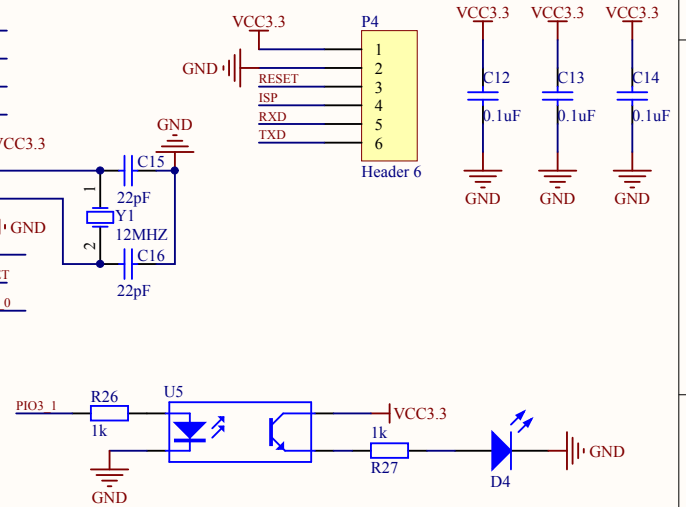 VCC3.3
GND
RESET
ISP
RXD
TXD
P4
1
2
3
4
5
6
Header 6
VCC3.3
VCC3.3
VCC3.3
C12
C13
C14
0.1uF
0.1uF
0.1uF
GND
GND
GND
VCC3.3
GND
C15
22pF
1
Y1
12MHZ
2
C16
22pF
GND
T
0
PIO3_1
R26
1k
GND
U5
VCC3.3
1k
R27
D4
GND